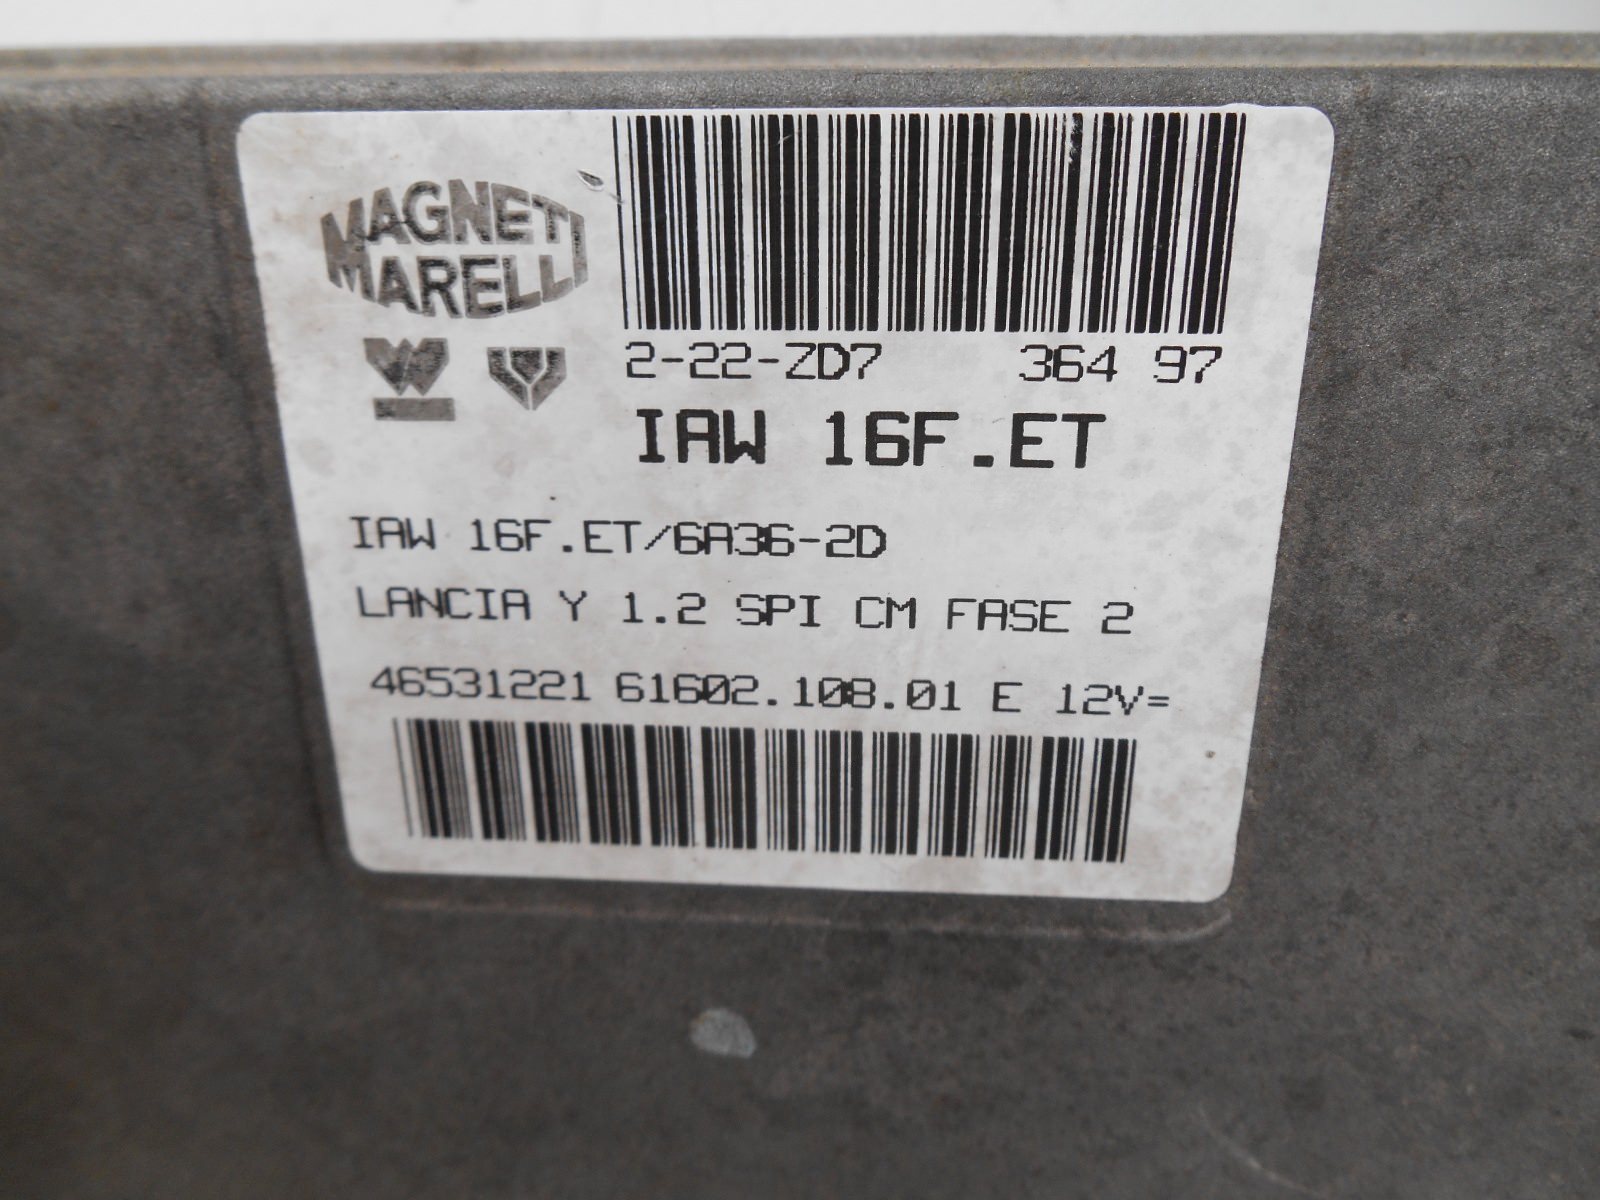 MAGNETI
MARELLI
2-22-ZD7 364 97
IAW 16F.ET
IAW 16F.ET/6A36-2D
LANCIA Y 1.2 SPI CM FASE 2
46531221 61602.108.01 E 12V=